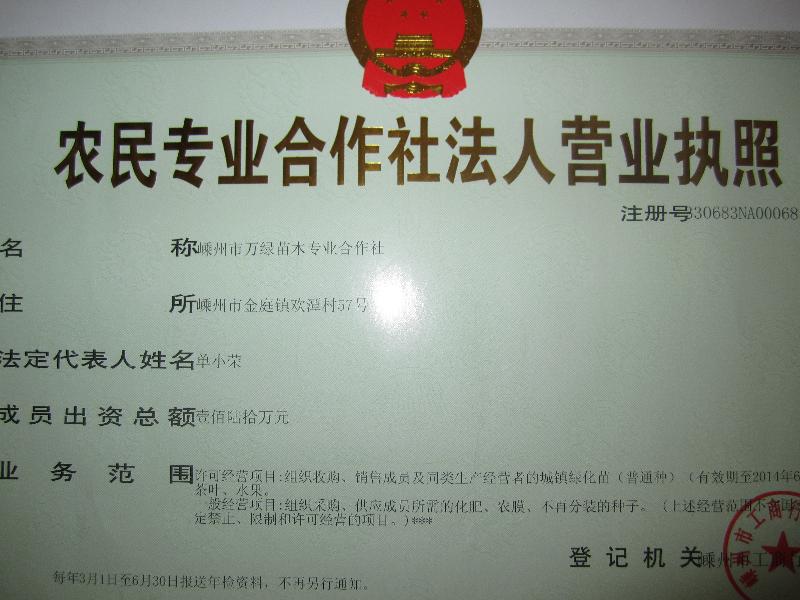 农民专业合作社法人营业执照
注册号330683NA00068
名称嵊州市万绿苗木专业合作社
住所嵊州市金庭镇欢潭村57号
法定代表人姓名单小荣
成员出资总额壹佰陆拾万元
业务范围许可经营项目:组织收购、销售成员及同类生产经营者的城镇绿化苗(普通种)(有效期至2014年6
茶叶、水果。
一般经营项目:组织采购、供应成员所需的化肥、农膜、不再分装的种子。(上述经营范围不含国
定禁止、限制和许可经营的项目。)***
登记机关嵊州市工商行
嵊州市工商行
每年3月1日至6月30日报送年检资料,不再另行通知。